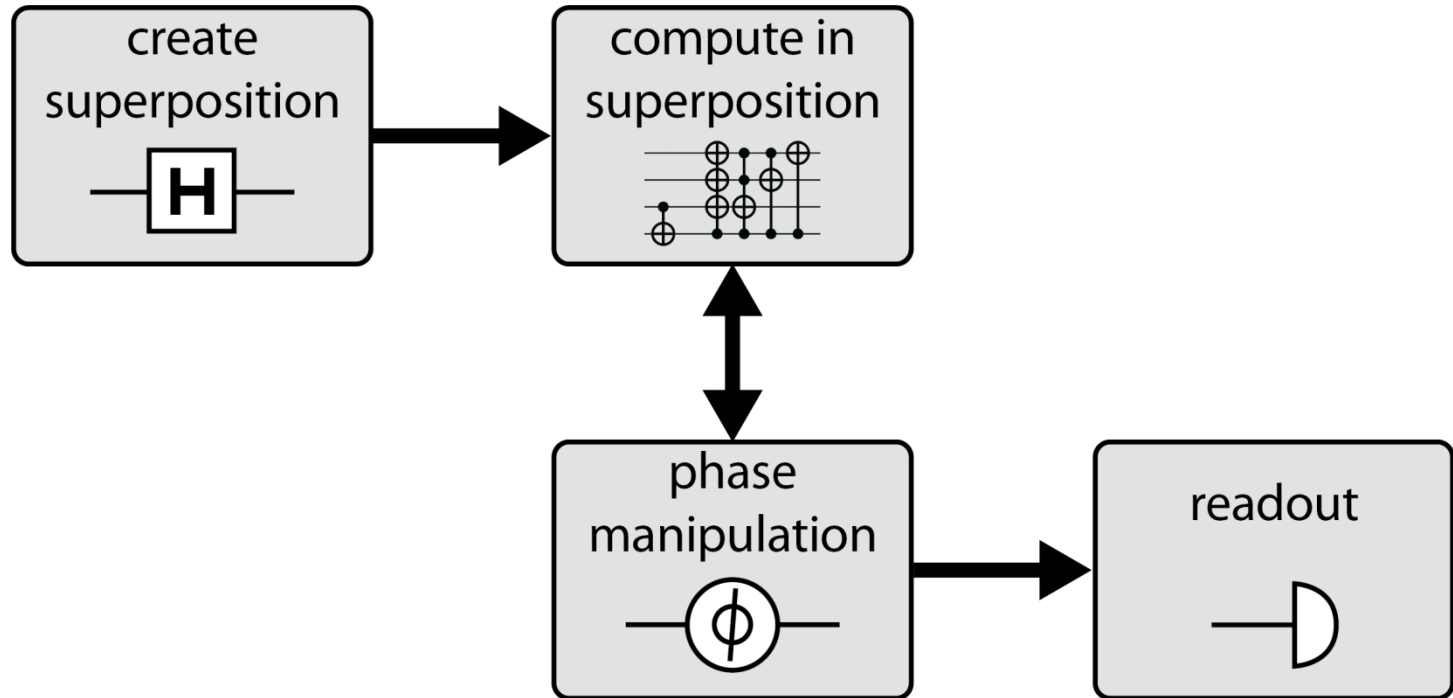 create
superposition
H
compute in
superposition
phase
manipulation
ϕ
readout